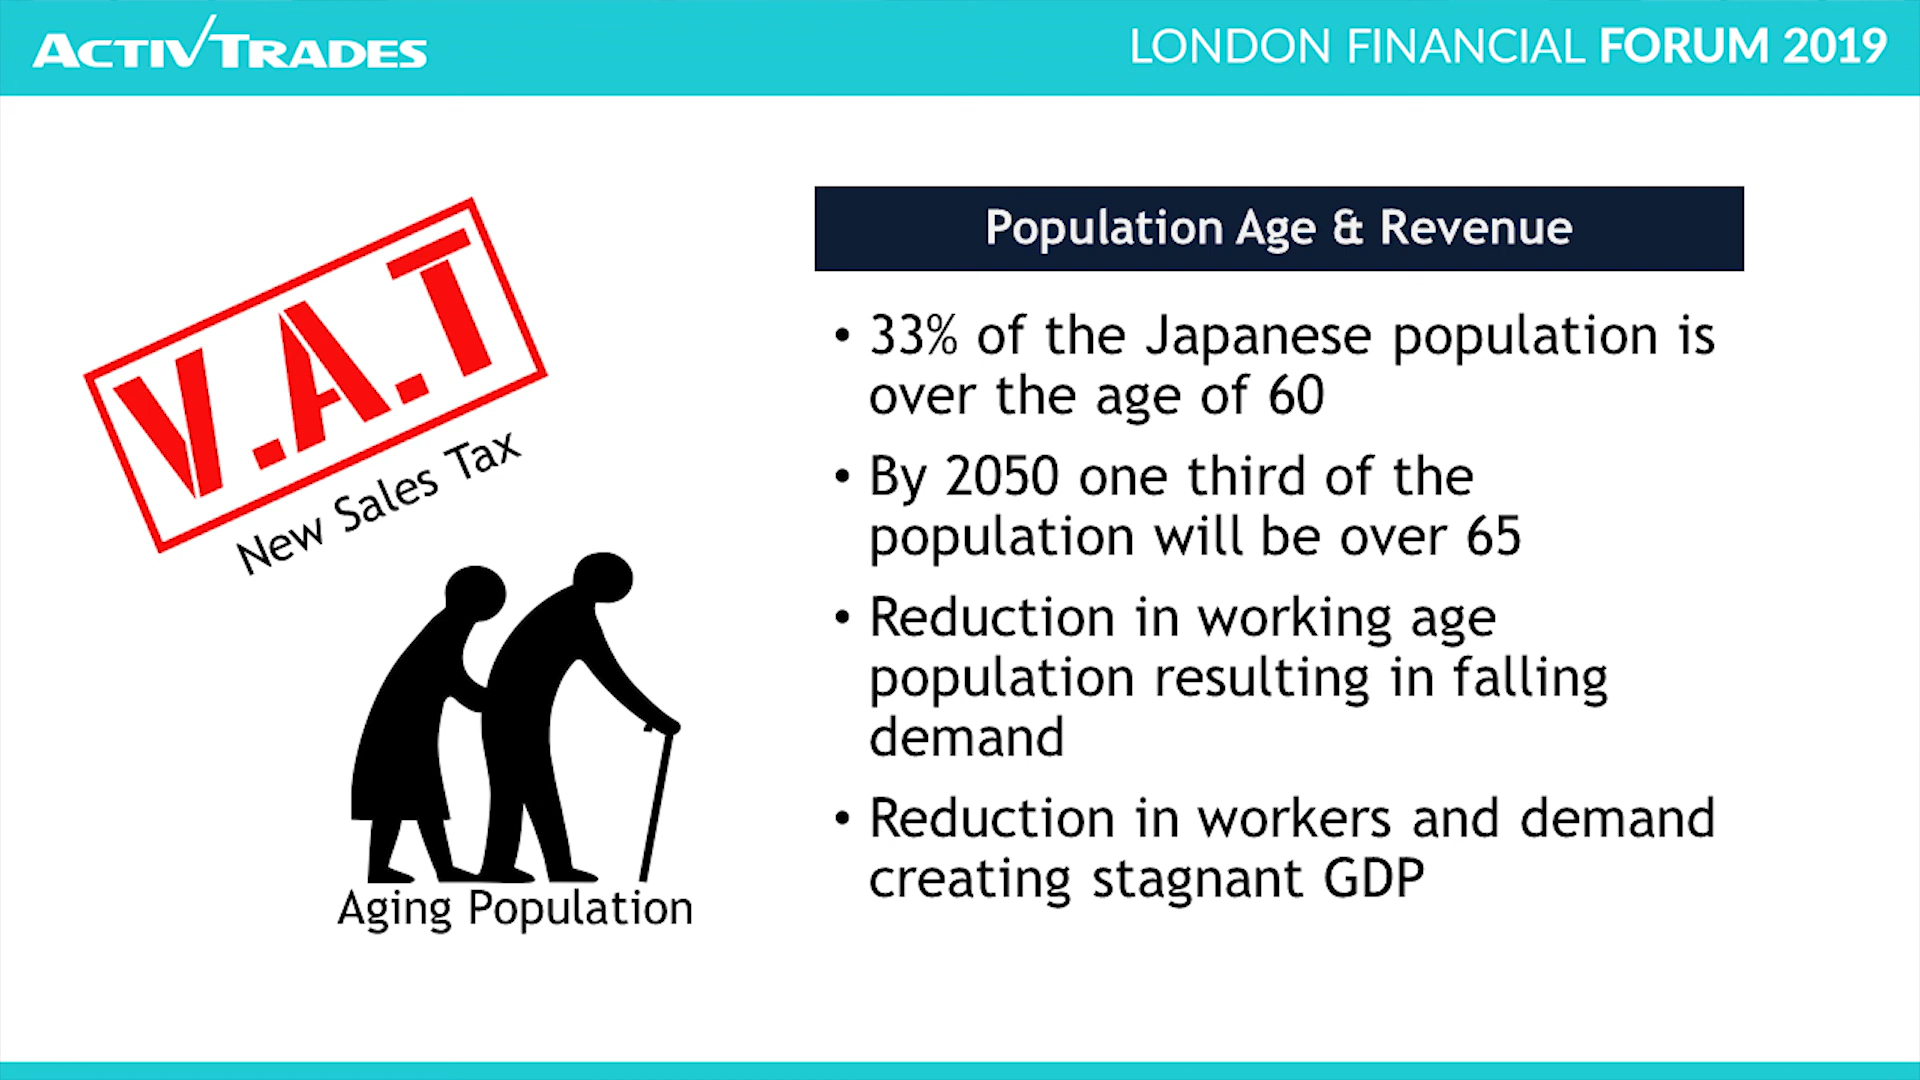 ACTIVTRADES
LONDON FINANCIAL FORUM 2019
V.A.T
New Sales Tax
Aging Population
Population Age & Revenue
• 33% of the Japanese population is
over the age of 60
• By 2050 one third of the
population will be over 65
• Reduction in working age
population resulting in falling
demand
• Reduction in workers and demand
creating stagnant GDP